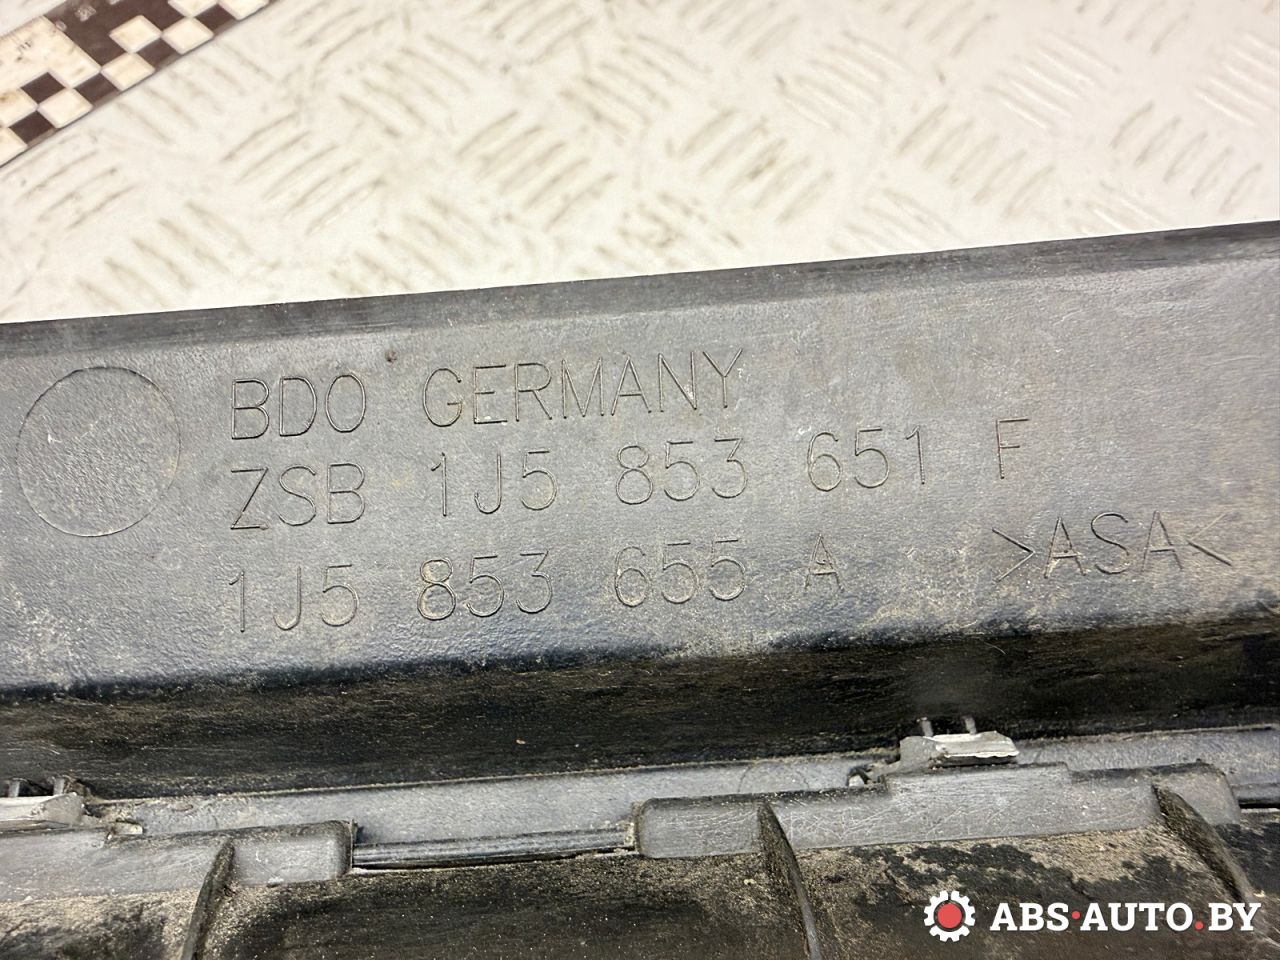 BDO GERMANY
ZSB 1J5 853 651 F
1J5 853 655 A >ASA<
ABS·AUTO.BY